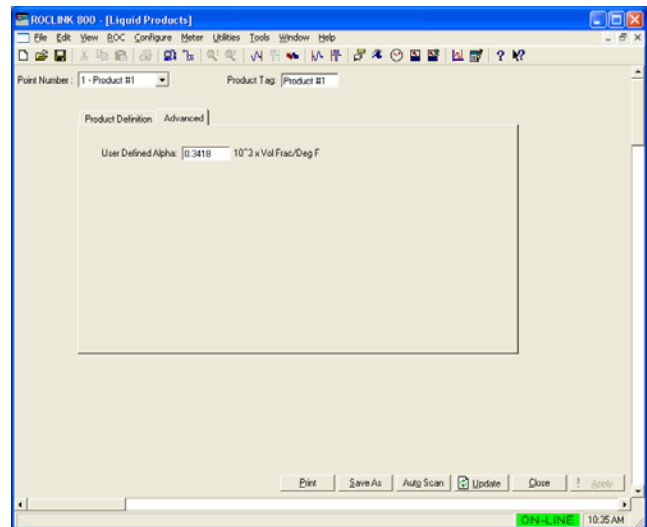 ROCLINK 800 - [Liquid Products]
File Edit View ROC Configure Meter Utilities Tools Window Help
Point Number : 1 - Product #1 Product Tag: Product #1
Product Definition Advanced
User Defined Alpha: 0.3418 10^3 x Vol Frac/Deg F
Print Save As Auto Scan Update Close ! Apply
ON-LINE 10:35 AM